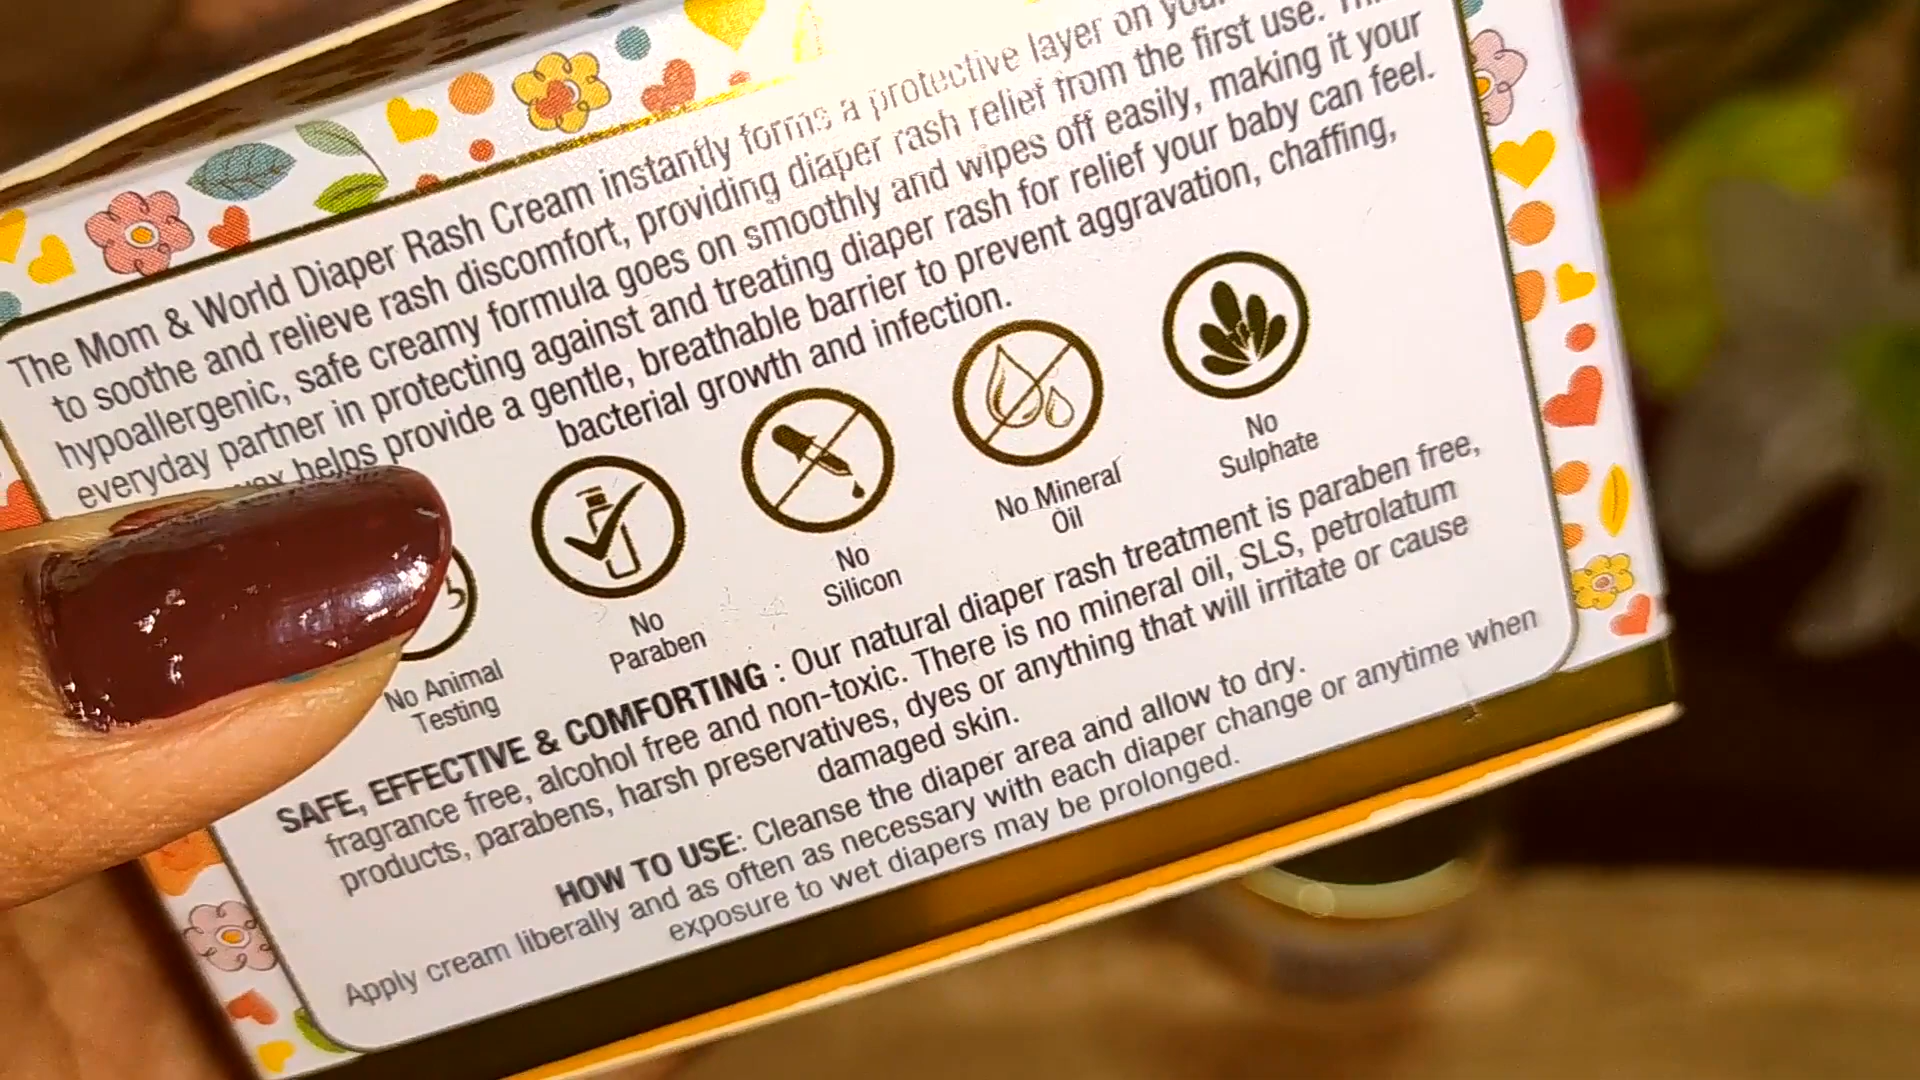 The Mom & World Diaper Rash Cream instantly forms a protective layer on
to soothe and relieve rash discomfort, providing diaper rash relief from the first use.
hypoallergenic, safe creamy formula goes on smoothly and wipes off easily, making it your
everyday partner in protecting against and treating diaper rash for relief your baby can feel.
helps provide a gentle, breathable barrier to prevent aggravation, chaffing,
bacterial growth and infection.
No Animal
Testing
No
Paraben
No
Silicon
No Mineral
Oil
No
Sulphate
SAFE, EFFECTIVE & COMFORTING : Our natural diaper rash treatment is paraben free,
fragrance free, alcohol free and non-toxic. There is no mineral oil, SLS, petrolatum
products, parabens, harsh preservatives, dyes or anything that will irritate or cause
damaged skin.
HOW TO USE: Cleanse the diaper area and allow to dry.
Apply cream liberally and as often as necessary with each diaper change or anytime when
exposure to wet diapers may be prolonged.